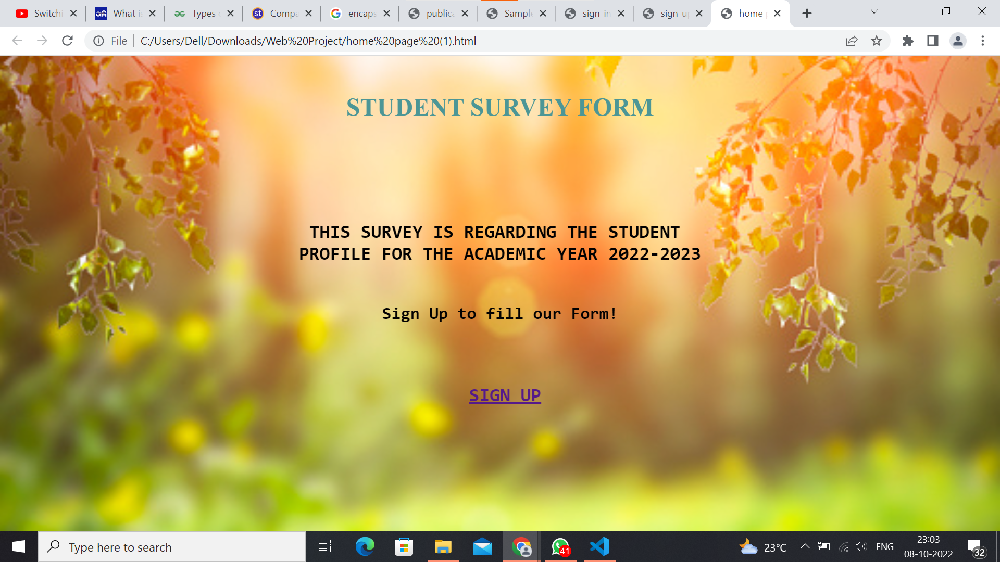 Switchi
What is
Types
Compa
encaps
publica
Sample
sign_in
sign_up
home
File
C:/Users/Dell/Downloads/Web%20Project/home%20page%20(1).html
STUDENT SURVEY FORM
THIS SURVEY IS REGARDING THE STUDENT
PROFILE FOR THE ACADEMIC YEAR 2022-2023
Sign Up to fill our Form!
SIGN UP
Type here to search
41
23°C
ENG
23:03
08-10-2022
32